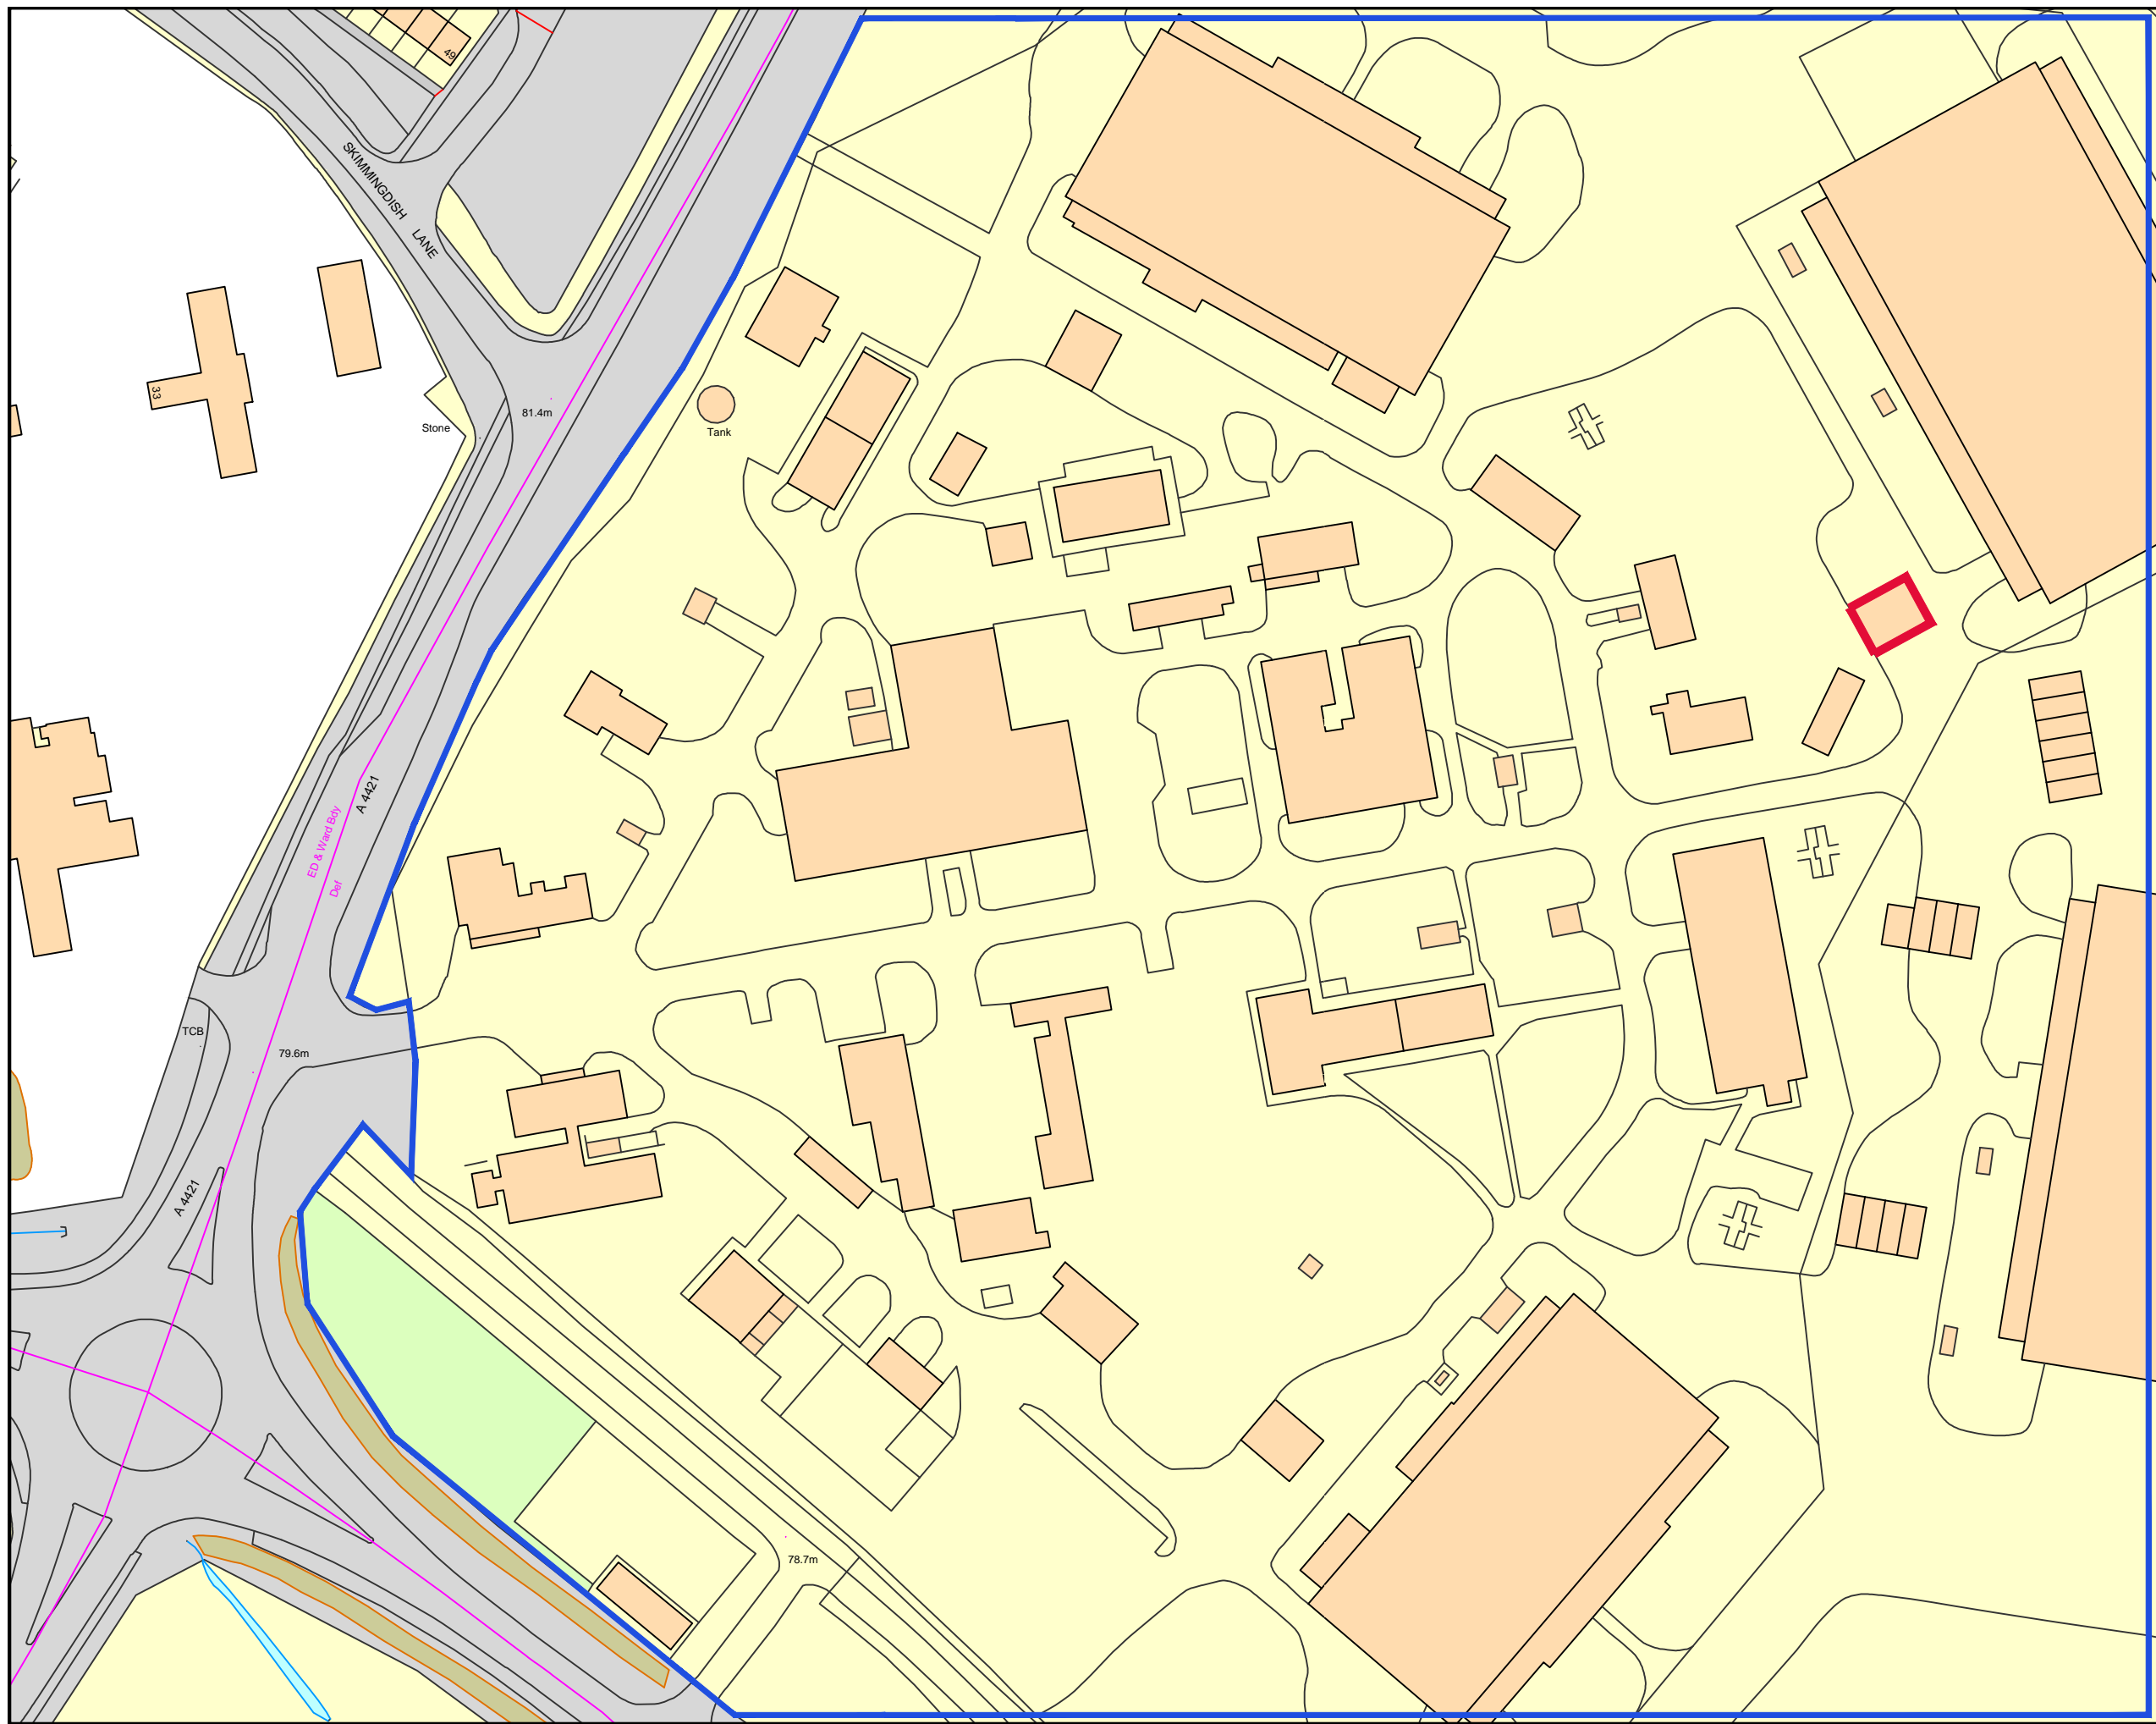 49
SKIMMINGDISH
LANE
33
81.4m
Stone
Tank
A 4421
ED & Ward Bdy
Def
TCB
79.6m
A 4421
78.7m